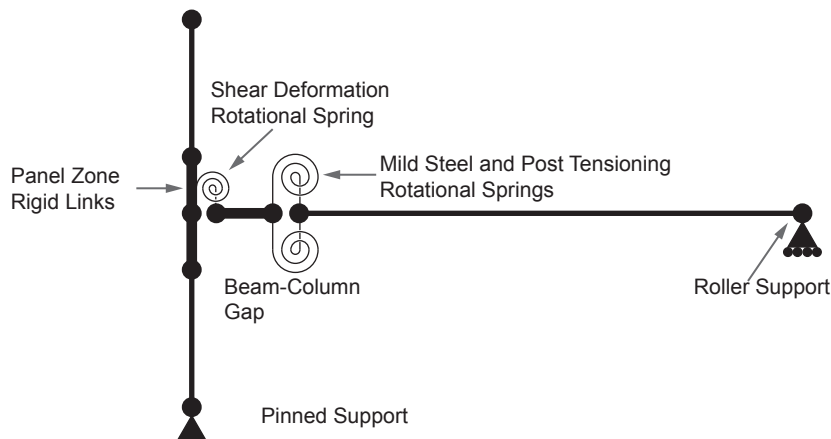 Shear Deformation
Rotational Spring
Panel Zone
Rigid Links
Mild Steel and Post Tensioning
Rotational Springs
Beam-Column
Gap
Roller Support
Pinned Support